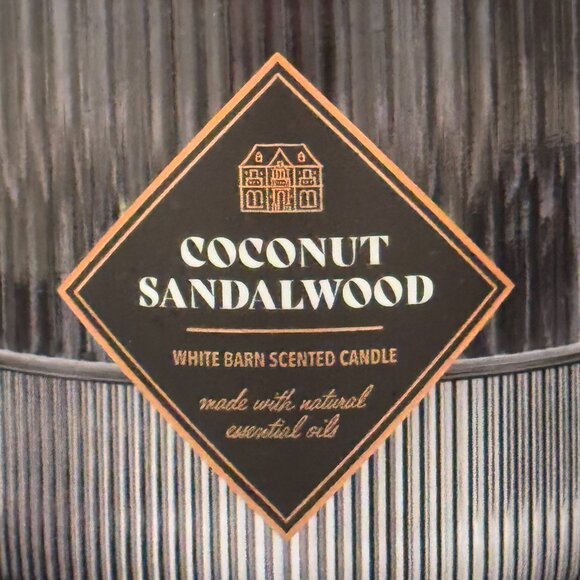 COCONUT
SANDALWOOD
WHITE BARN SCENTED CANDLE
made with natural
essential oils